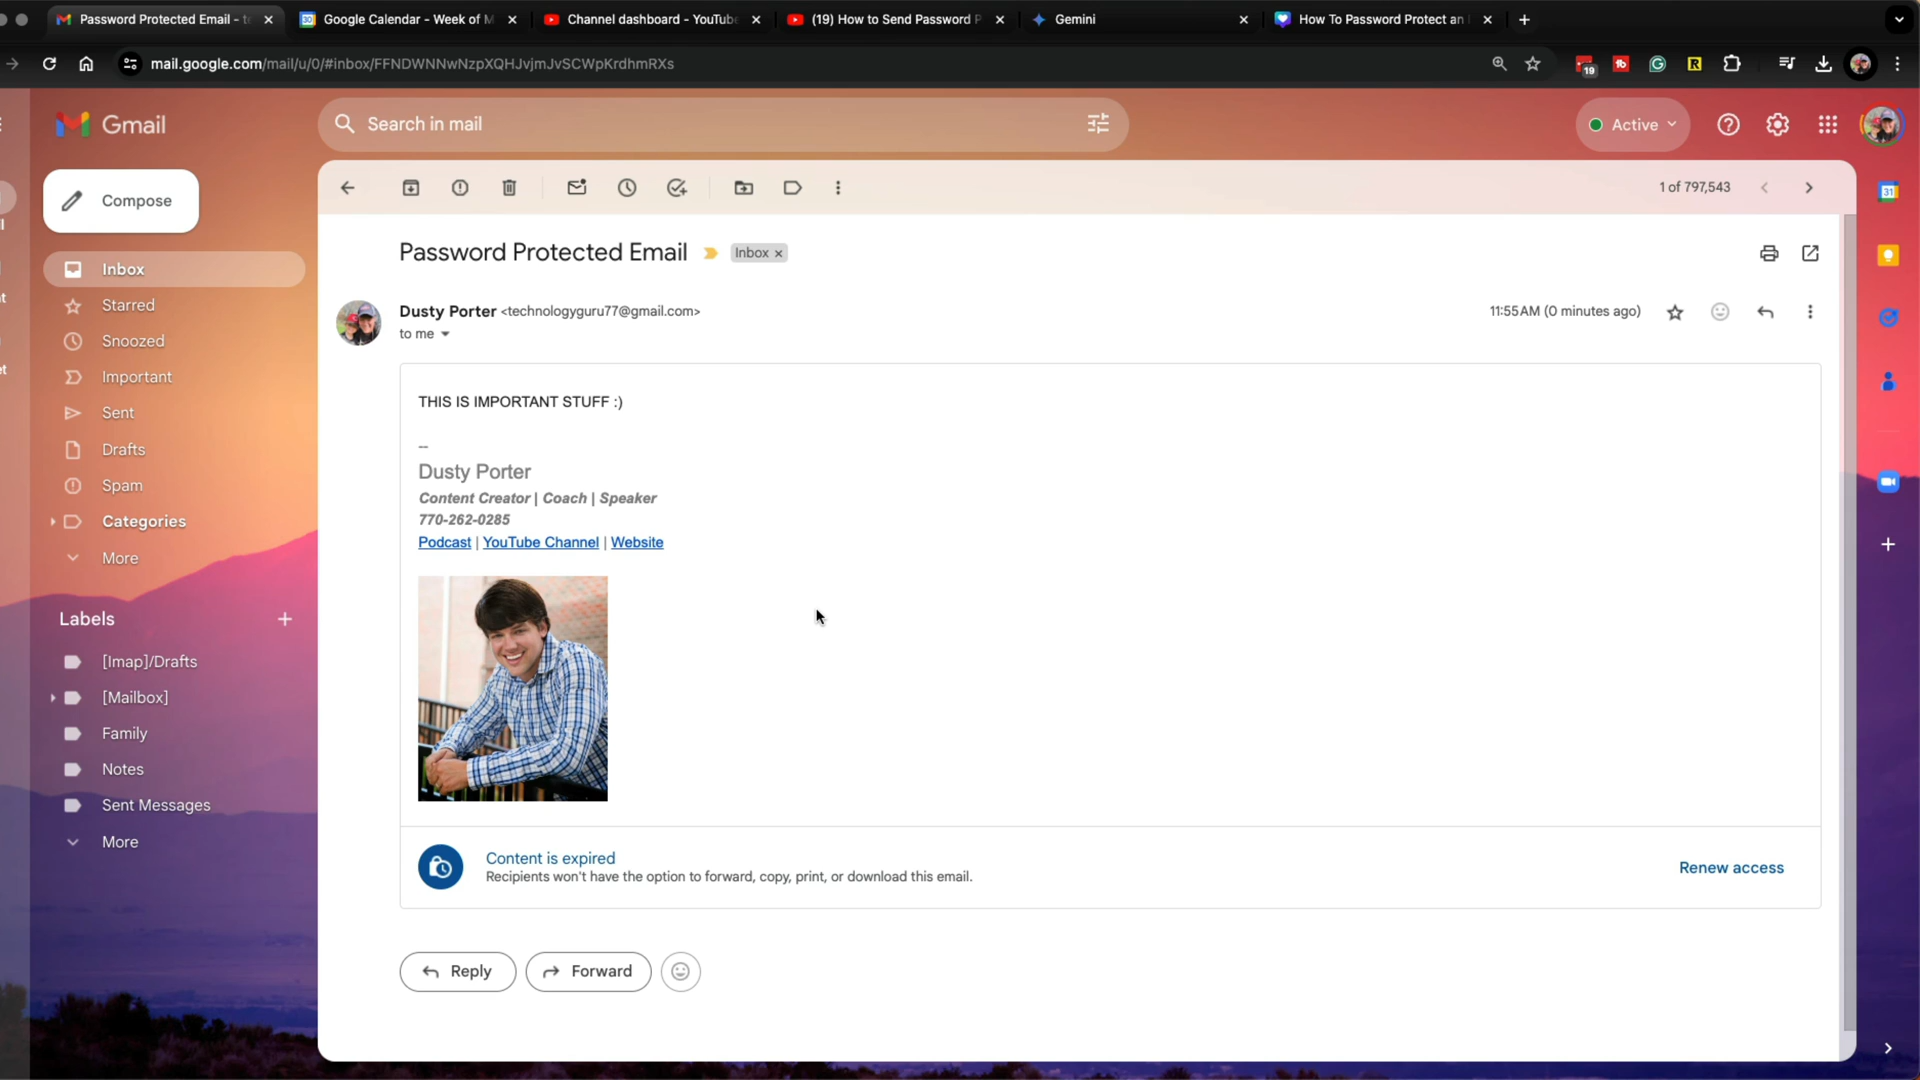 Password Protected Email - te
Google Calendar - Week of M
Channel dashboard - YouTube
(19) How to Send Password P
Gemini
How To Password Protect an
mail.google.com/mail/u/0/#inbox/FFNDWNNwNzpXQHJvjmJvSCWpKrdhmRXs
19
Gmail
Search in mail
Active
Compose
1 of 797,543
31
Password Protected Email
Inbox ×
Inbox
Starred
Snoozed
Important
Sent
Drafts
Spam
Categories
More
Labels
[Imap]/Drafts
[Mailbox]
Family
Notes
Sent Messages
More
Dusty Porter <technologyguru77@gmail.com>
11:55 AM (0 minutes ago)
to me
THIS IS IMPORTANT STUFF :)
--
Dusty Porter
Content Creator | Coach | Speaker
770-262-0285
Podcast | YouTube Channel | Website
Content is expired
Recipients won't have the option to forward, copy, print, or download this email.
Renew access
Reply
Forward